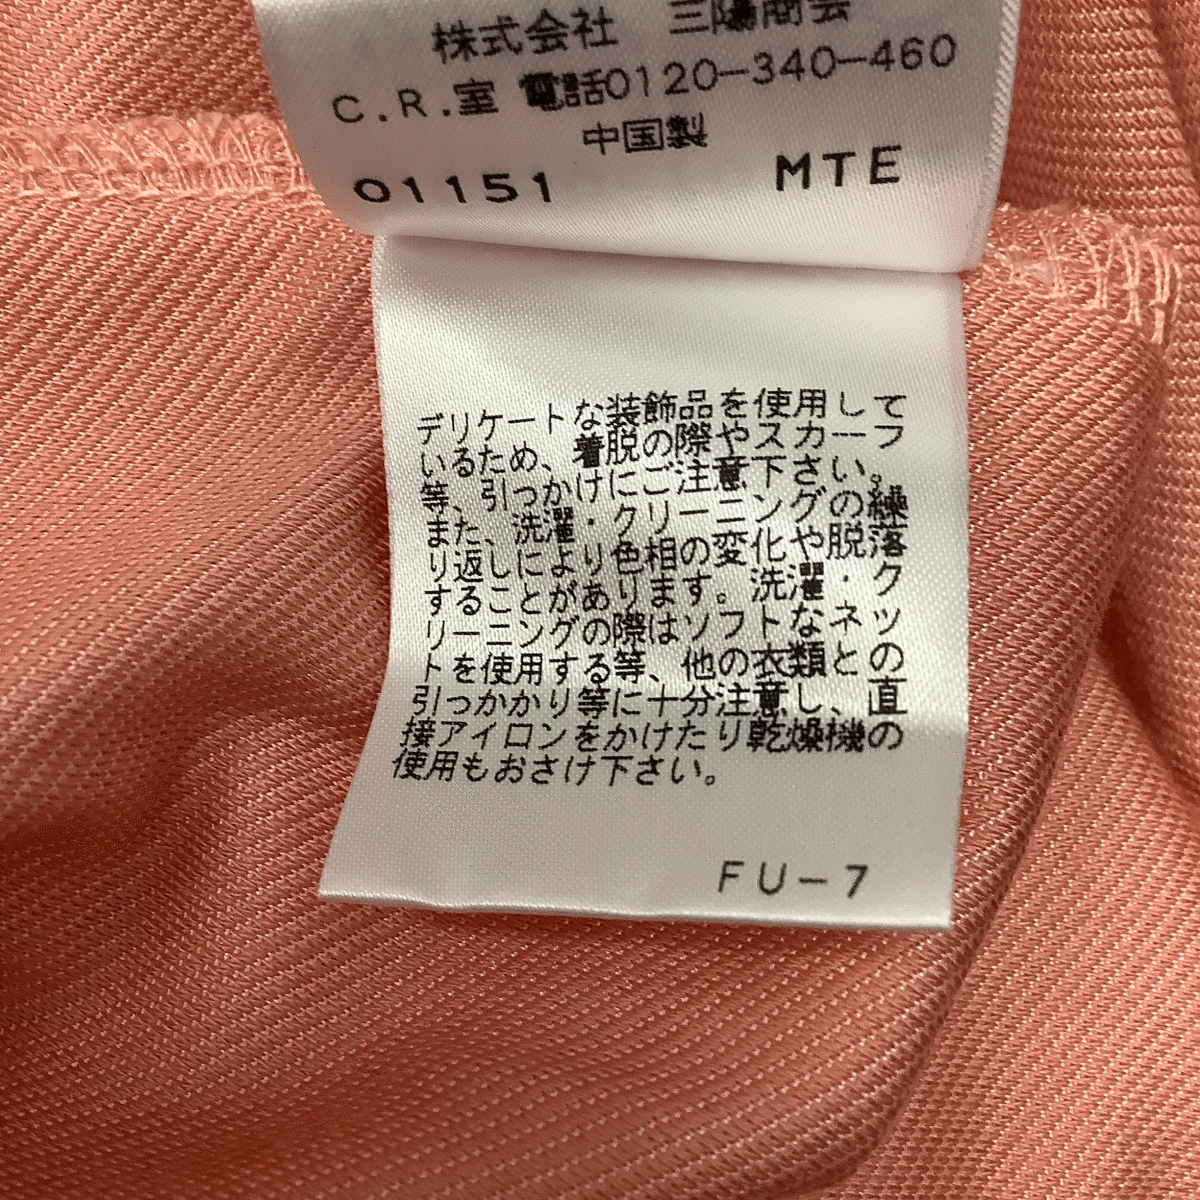 株式会社 三陽商会
C.R.室 電話0120-340-460
中国製
01151 MTE
デリケートな装飾品を使用して
いるため、着脱の際やスカーフ
等、引っかけにご注意下さい。
また、洗濯・クリーニングの繰
り返しにより色相の変化や脱落
することがあります。洗濯・ク
リーニングの際はソフトなネッ
トを使用する等、他の衣類との
引っかかり等に十分注意し、直
接アイロンをかけたり乾燥機の
使用もおさけ下さい。
FU-7